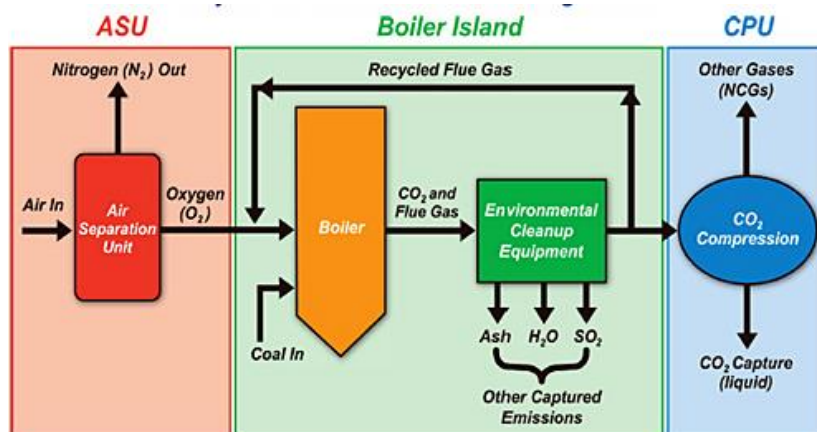 ASU
Boiler Island
CPU
Nitrogen (N₂) Out
Recycled Flue Gas
Other Gases
(NCGs)
Air In
Air
Separation
Unit
Oxygen
(O₂)
Boiler
CO₂ and
Flue Gas
Environmental
Cleanup
Equipment
CO₂
Compression
Coal In
Ash
H₂O
SO₂
Other Captured
Emissions
CO₂ Capture
(liquid)